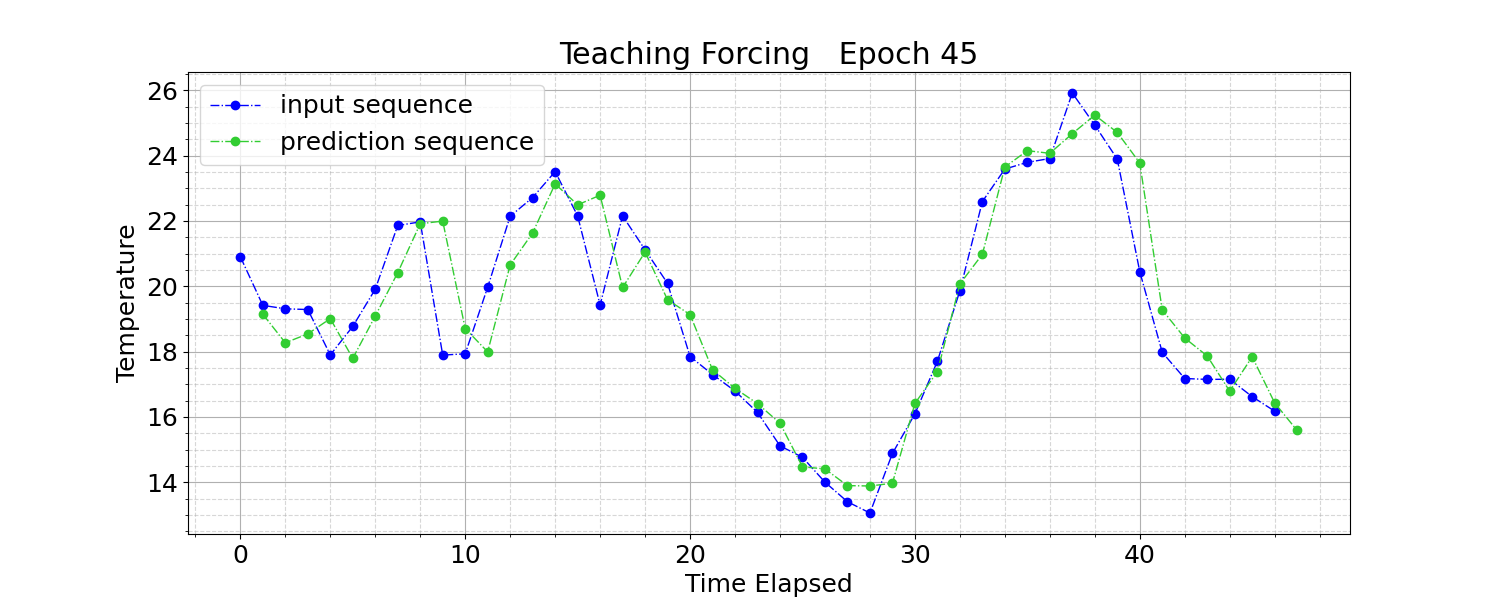 Teaching Forcing   Epoch 45
input sequence
prediction sequence
26
24
22
20
18
16
14
Temperature
0 10 20 30 40
Time Elapsed